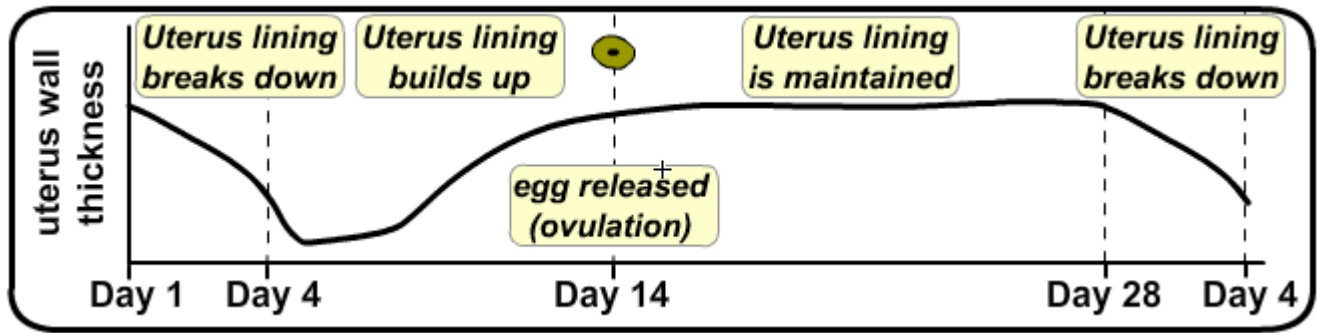 Uterus lining
breaks down
Uterus lining
builds up
Uterus lining
is maintained
Uterus lining
breaks down
uterus wall
thickness
egg released
(ovulation)
Day 1
Day 4
Day 14
Day 28
Day 4